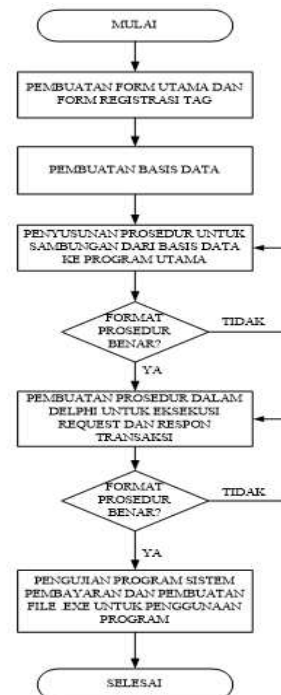 MULAI
PEMBUATAN FORM UTAMA DAN
FORM REGISTRASI TAG
PEMBUATAN BASIS DATA
PENYUSUNAN PROSEDUR UNTUK
SAMBUNGAN DARI BASIS DATA
KE PROGRAM UTAMA
FORMAT
PROSEDUR
BENAR?
TIDAK
YA
PEMBUATAN PROSEDUR DALAM
DELPHI UNTUK EKSEKUSI
REQUEST DAN RESPON
TRANSAKSI
FORMAT
PROSEDUR
BENAR?
TIDAK
YA
PENGUJIAN PROGRAM SISTEM
PEMBAYARAN DAN PEMBUATAN
FILE .EXE UNTUK PENGGUNAAN
PROGRAM
SELESAI